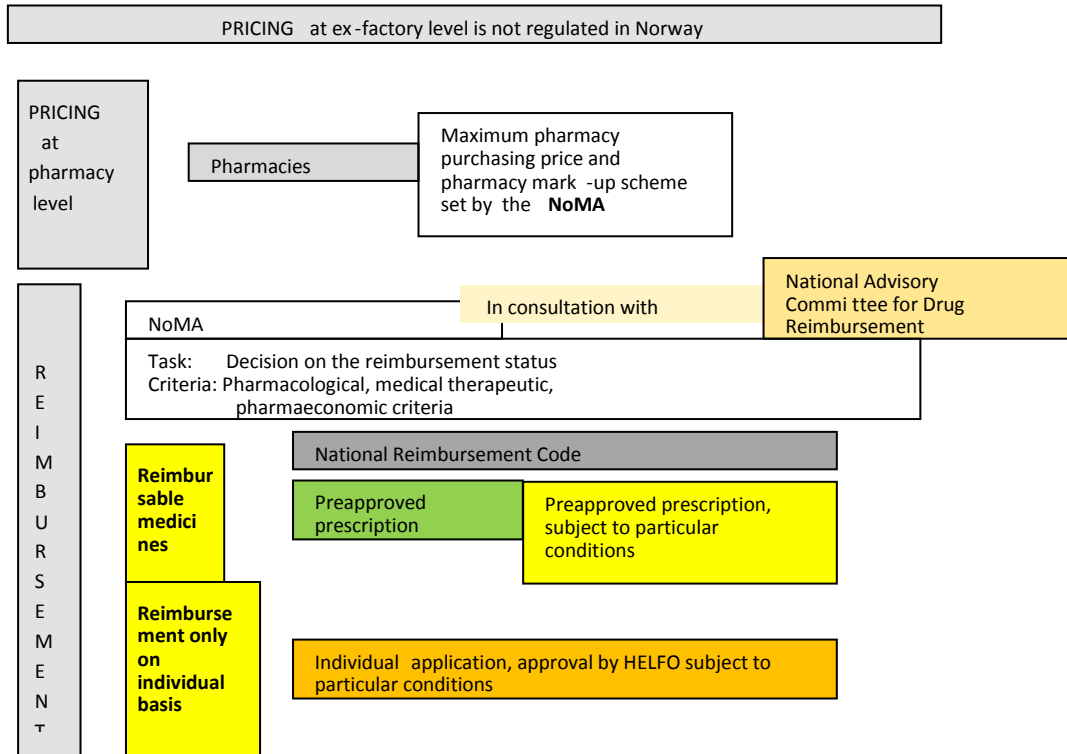 PRICING at ex-factory level is not regulated in Norway
PRICING
at
pharmacy
level
Pharmacies
Maximum pharmacy
purchasing price and
pharmacy mark -up scheme
set by the NoMA
R
E
I
M
B
U
R
S
E
M
E
N
T
NoMA
In consultation with
National Advisory
Commi ttee for Drug
Reimbursement
Task: Decision on the reimbursement status
Criteria: Pharmacological, medical therapeutic,
pharmaeconomic criteria
Reimbur
sable
medici
nes
National Reimbursement Code
Preapproved
prescription
Preapproved prescription,
subject to particular
conditions
Reimburse
ment only
on
individual
basis
Individual application, approval by HELFO subject to
particular conditions